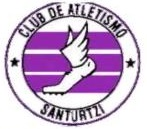 CLUB DE ATLETISMO
SANTURTZI